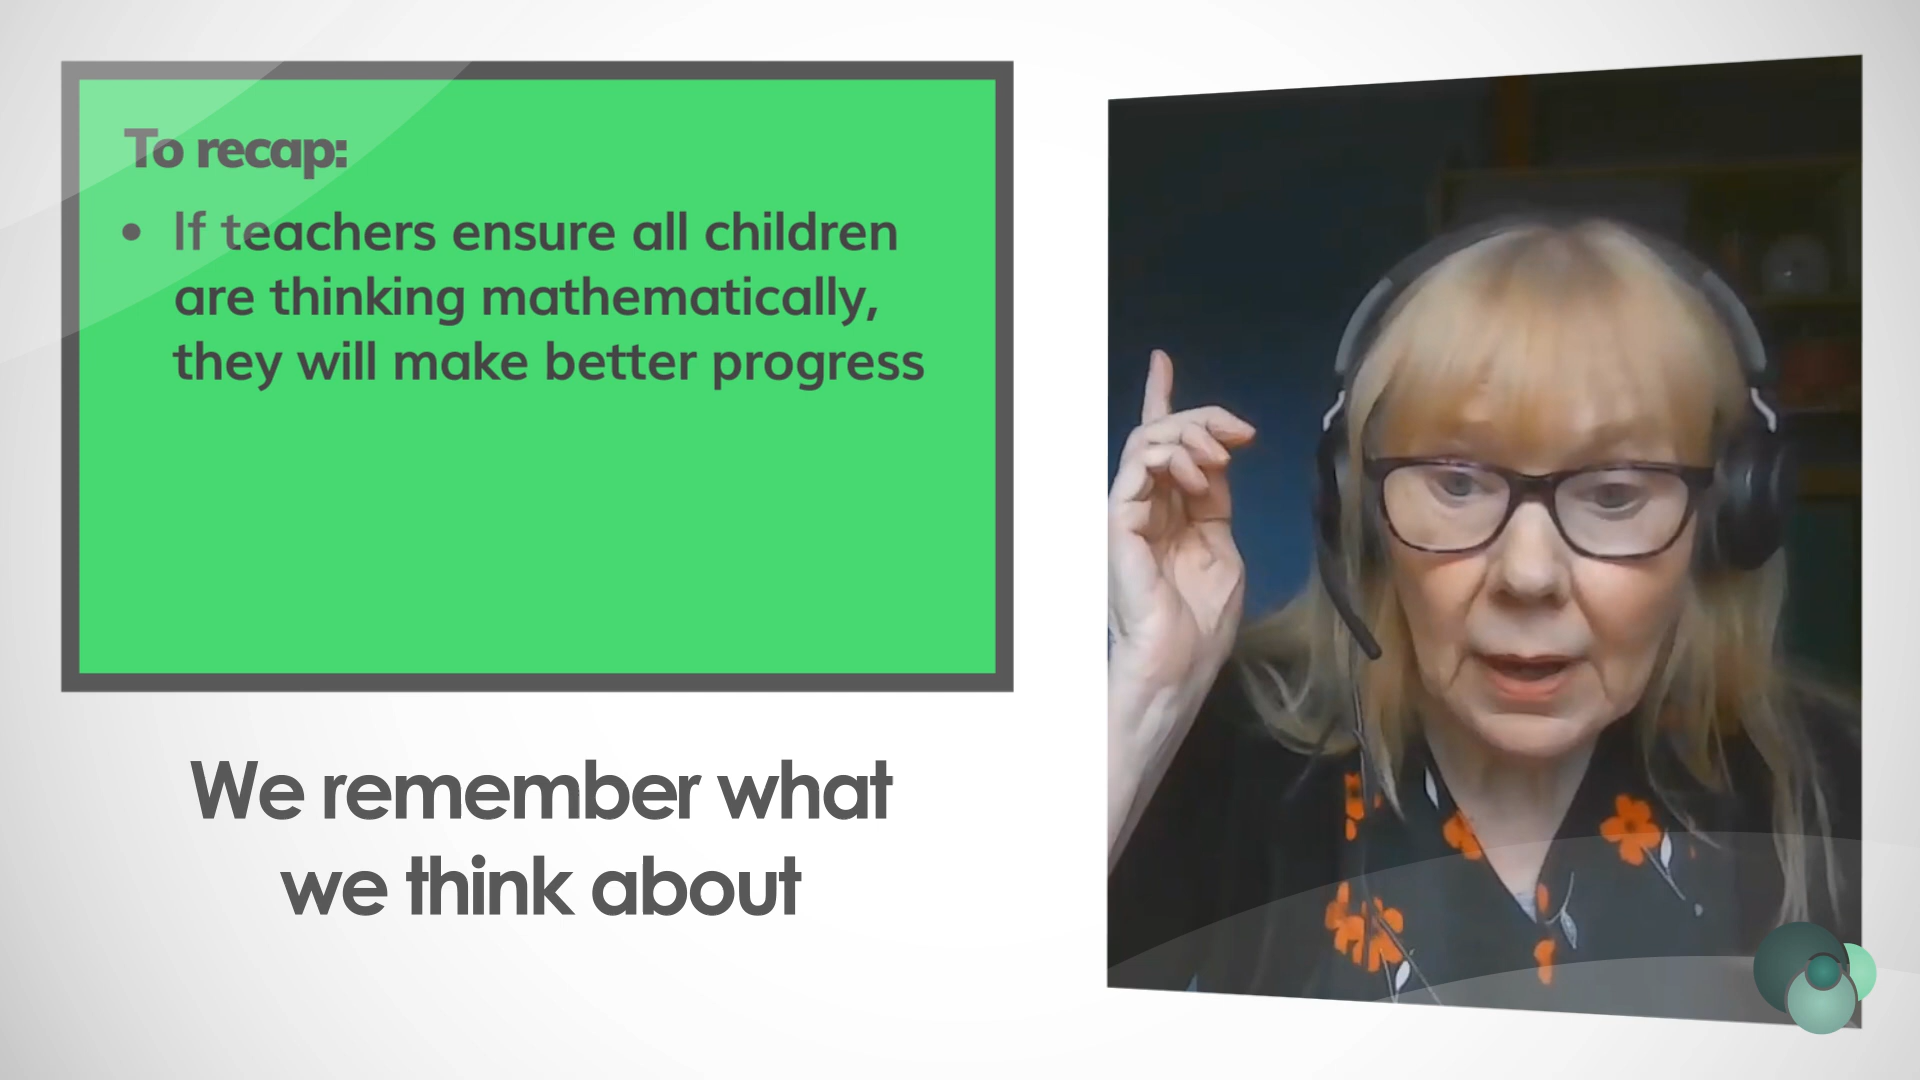 To recap:
• If teachers ensure all children
are thinking mathematically,
they will make better progress
We remember what
we think about